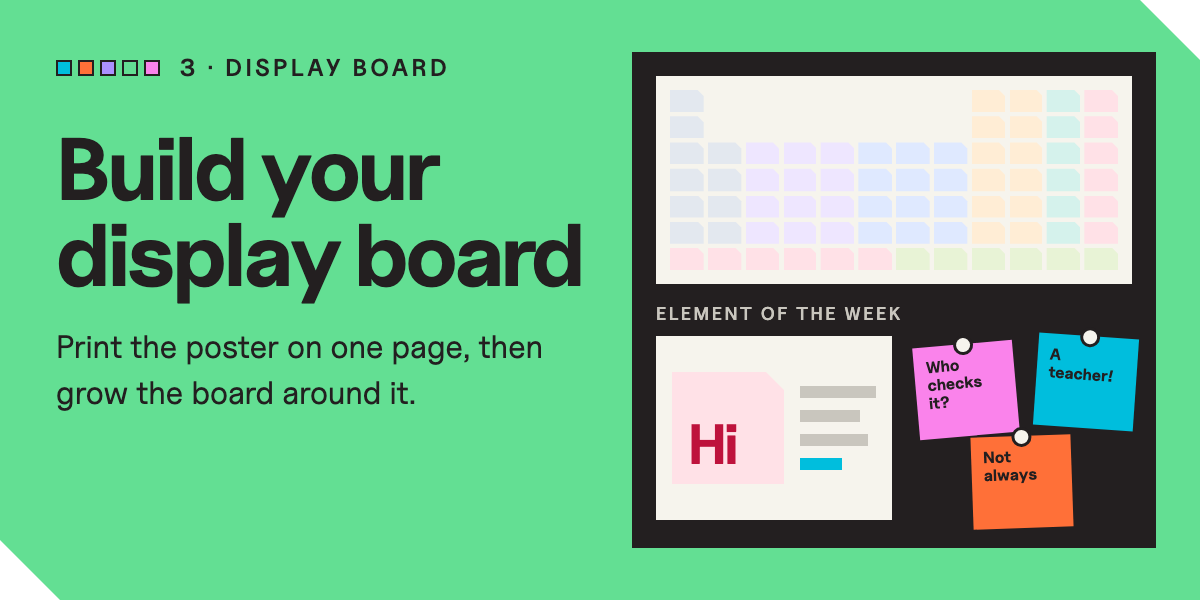 3 · DISPLAY BOARD
Build your
display board
Print the poster on one page, then
grow the board around it.
ELEMENT OF THE WEEK
Hi
Who
checks
it?
A
teacher!
Not
always